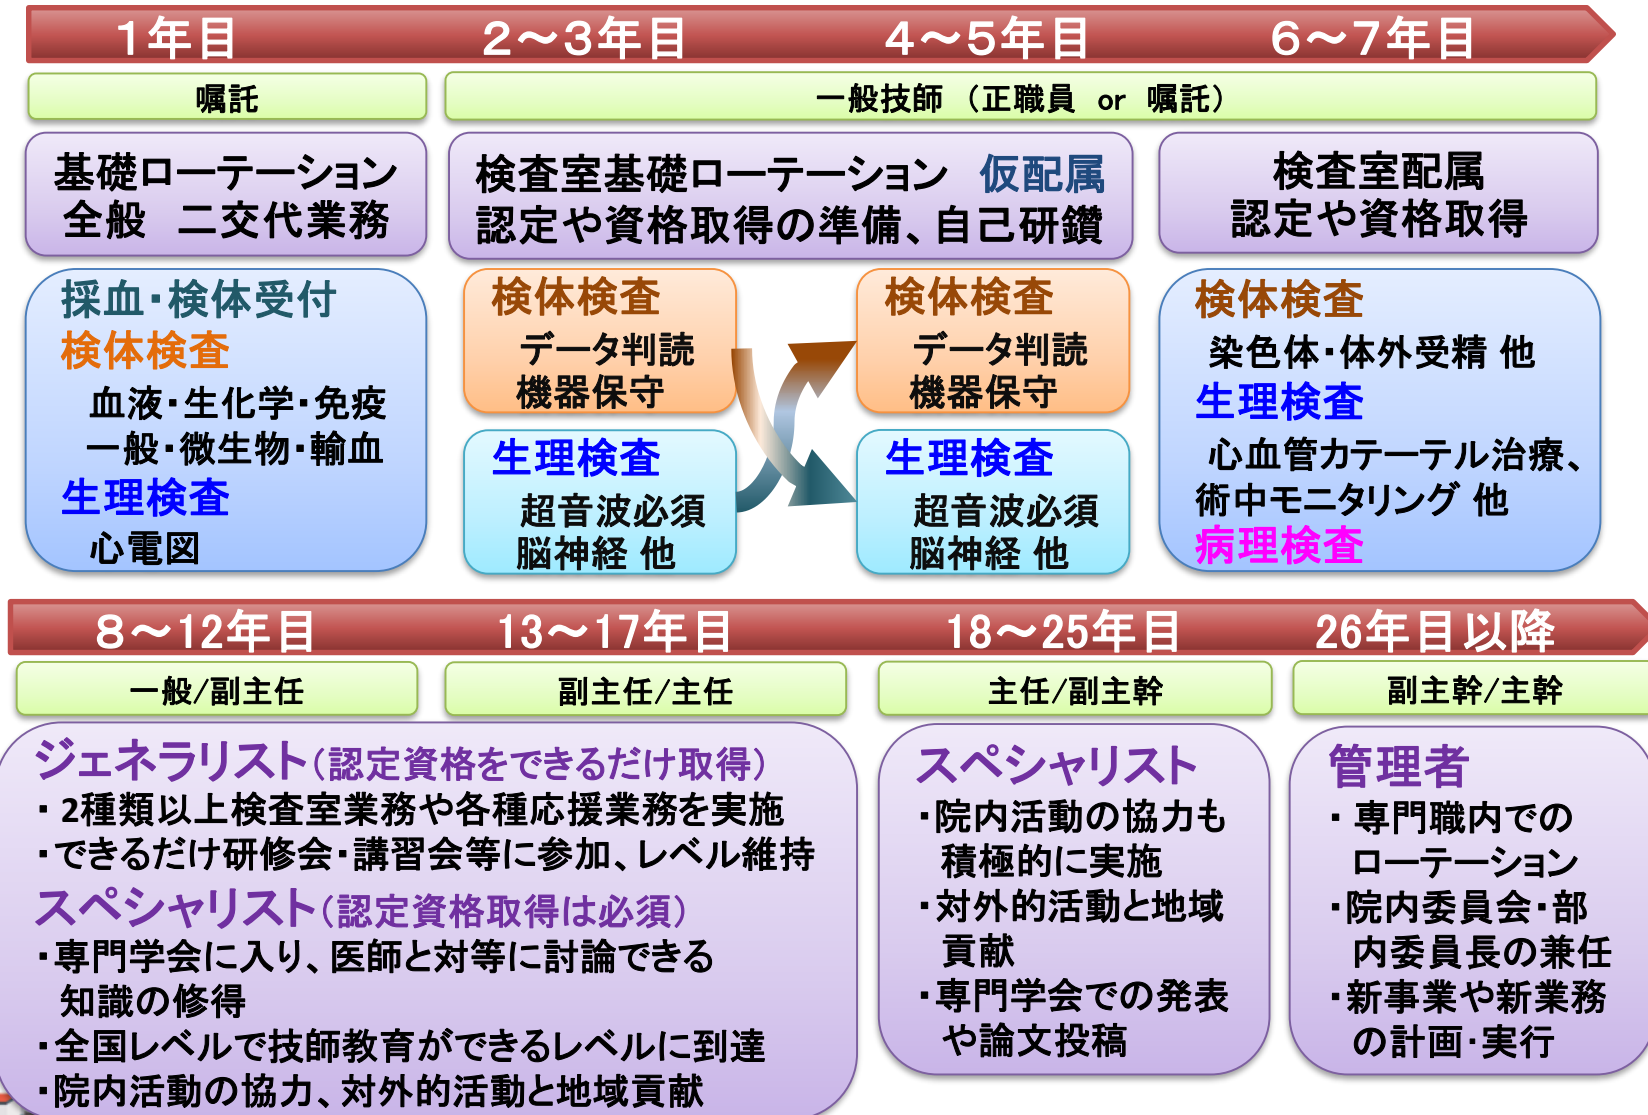 1年目
2～3年目
4～5年目
6～7年目
嘱託
一般技師（正職員 or 嘱託）
基礎ローテーション
全般　二交代業務
検査室基礎ローテーション　仮配属
認定や資格取得の準備、自己研鑽
検査室配属
認定や資格取得
採血・検体受付
検体検査
血液・生化学・免疫
一般・微生物・輸血
生理検査
心電図
検体検査
データ判読
機器保守
生理検査
超音波必須
脳神経 他
検体検査
データ判読
機器保守
生理検査
超音波必須
脳神経 他
検体検査
染色体・体外受精 他
生理検査
心血管カテーテル治療、
術中モニタリング 他
病理検査
8～12年目
13～17年目
18～25年目
26年目以降
一般/副主任
副主任/主任
主任/副主幹
副主幹/主幹
ジェネラリスト（認定資格をできるだけ取得）
・2種類以上検査室業務や各種応援業務を実施
・できるだけ研修会・講習会等に参加、レベル維持
スペシャリスト（認定資格取得は必須）
・専門学会に入り、医師と対等に討論できる
知識の修得
・全国レベルで技師教育ができるレベルに到達
・院内活動の協力、対外的活動と地域貢献
スペシャリスト
・院内活動の協力も
積極的に実施
・対外的活動と地域
貢献
・専門学会での発表
や論文投稿
管理者
・専門職内での
ローテーション
・院内委員会・部
内委員長の兼任
・新事業や新業務
の計画・実行